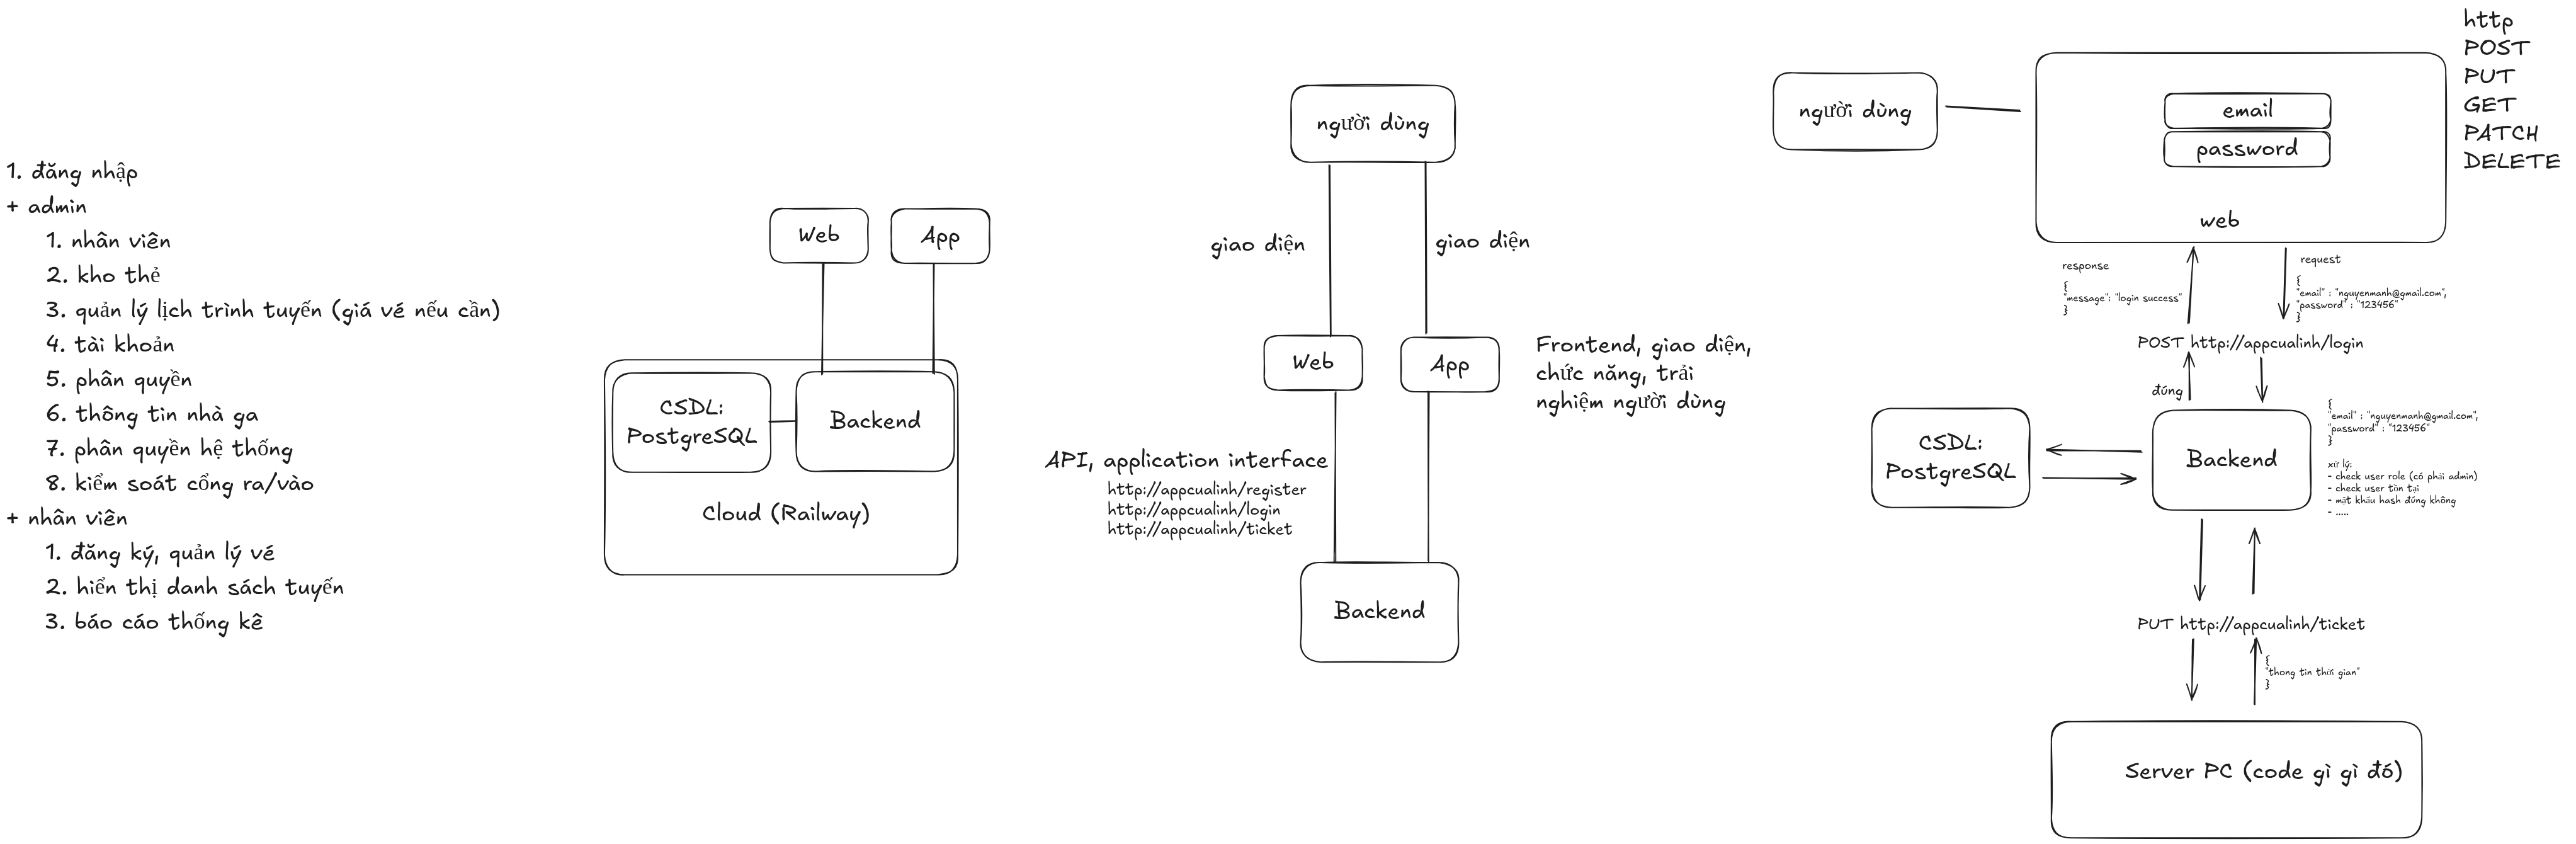 1. đăng nhập
+ admin
1. nhân viên
2. kho thẻ
3. quản lý lịch trình tuyến (giá vé nếu cần)
4. tài khoản
5. phân quyền
6. thông tin nhà ga
7. phân quyền hệ thống
8. kiểm soát cổng ra/vào
+ nhân viên
1. đăng ký, quản lý vé
2. hiển thị danh sách tuyến
3. báo cáo thống kê
Web
App
CSDL:
PostgreSQL
Backend
Cloud (Railway)
người dùng
giao diện
giao diện
Web
App
Frontend, giao diện,
chức năng, trải
nghiệm người dùng
API, application interface
http://appcualinh/register
http://appcualinh/login
http://appcualinh/ticket
Backend
người dùng
email
password
web
http
POST
PUT
GET
PATCH
DELETE
response
{
"message": "login success"
}
request
{
"email" : "nguyenmanh@gmail.com",
"password" : "123456"
}
POST http://appcualinh/login
đúng
CSDL:
PostgreSQL
Backend
{
"email" : "nguyenmanh@gmail.com",
"password" : "123456"
}
xử lý:
- check user role (có phải admin)
- check user tồn tại
- mật khẩu hash đúng không
- .....
PUT http://appcualinh/ticket
{
"thong tin thời gian"
}
Server PC (code gì gì đó)